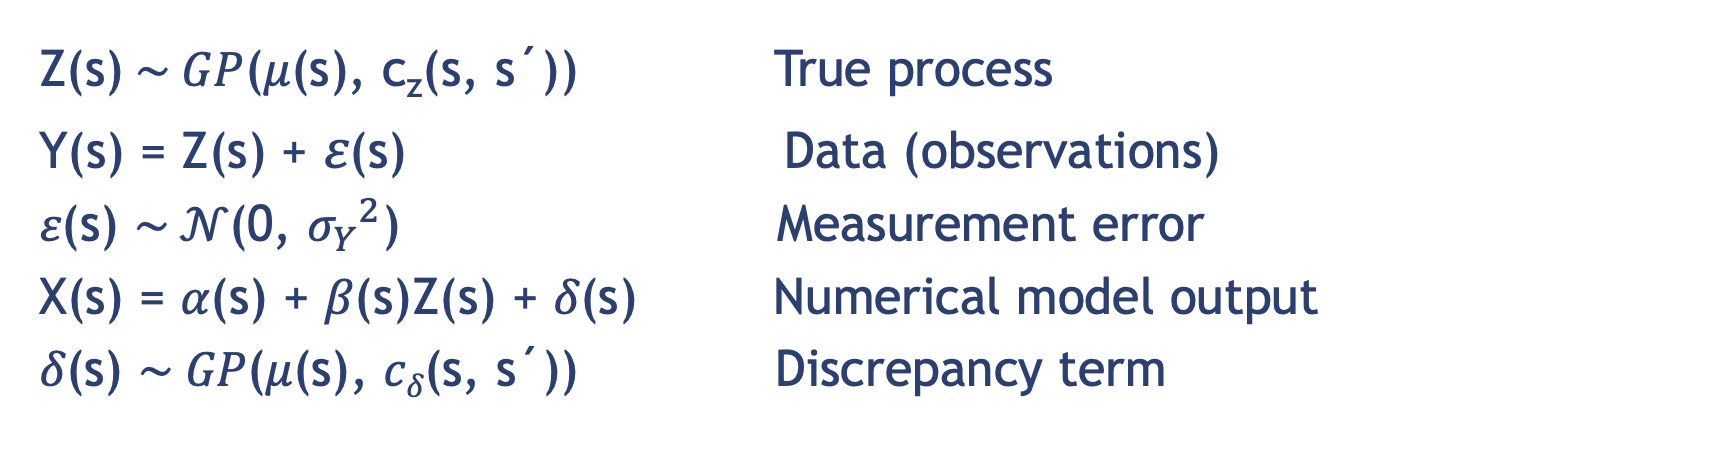 Z(s) ~ 𝐺𝑃(𝜇(s), c_z(s, s´)) True process
Y(s) = Z(s) + 𝜀(s) Data (observations)
𝜀(s) ~ 𝒩(0, 𝜎_𝑌²) Measurement error
X(s) = 𝛼(s) + 𝛽(s)Z(s) + 𝛿(s) Numerical model output
𝛿(s) ~ 𝐺𝑃(𝜇(s), 𝑐_𝛿(s, s´)) Discrepancy term